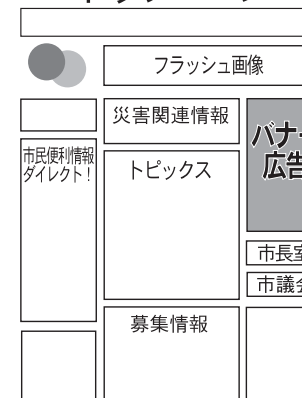 フラッシュ画像
災害関連情報
市民便利情報
ダイレクト！
トピックス
バナー
広告
市長室
市議会
募集情報